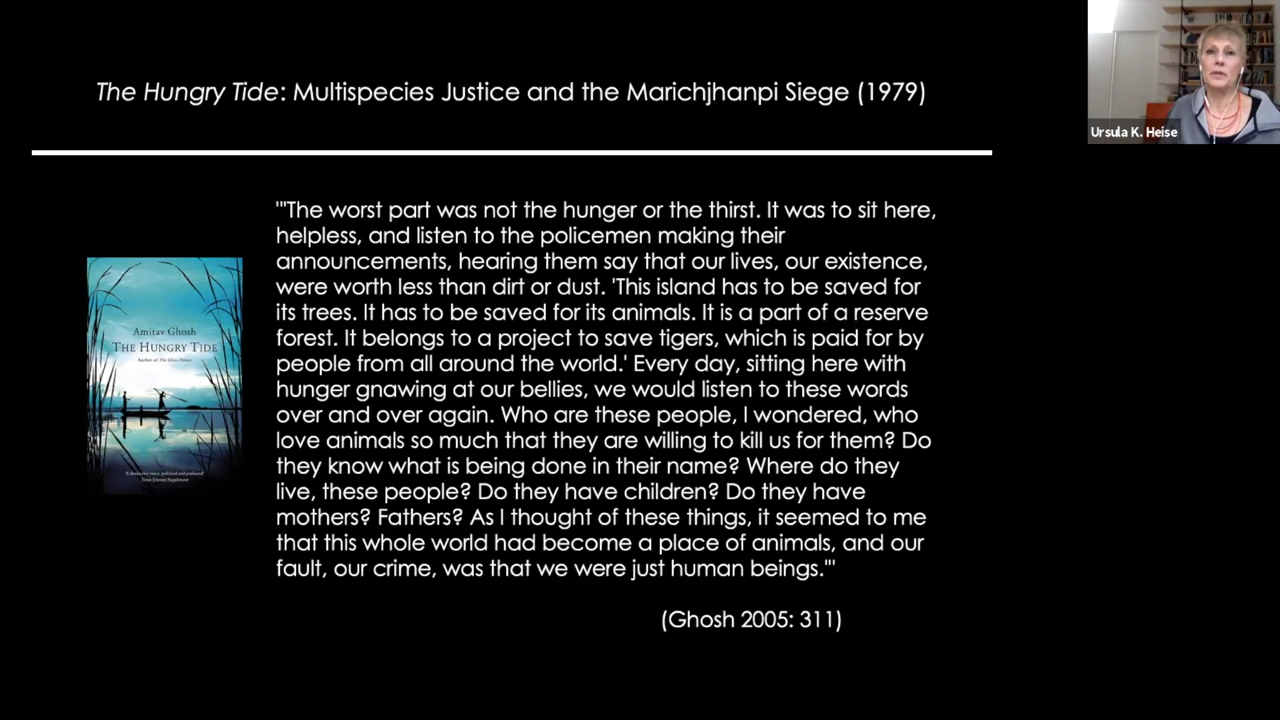 The Hungry Tide: Multispecies Justice and the Marichjhanpi Siege (1979)
Ursula K. Heise
"'The worst part was not the hunger or the thirst. It was to sit here,
helpless, and listen to the policemen making their
announcements, hearing them say that our lives, our existence,
were worth less than dirt or dust. 'This island has to be saved for
its trees. It has to be saved for its animals. It is a part of a reserve
forest. It belongs to a project to save tigers, which is paid for by
people from all around the world.' Every day, sitting here with
hunger gnawing at our bellies, we would listen to these words
over and over again. Who are these people, I wondered, who
love animals so much that they are willing to kill us for them? Do
they know what is being done in their name? Where do they
live, these people? Do they have children? Do they have
mothers? Fathers? As I thought of these things, it seemed to me
that this whole world had become a place of animals, and our
fault, our crime, was that we were just human beings.'"
(Ghosh 2005: 311)
Amitav Ghosh
THE HUNGRY TIDE
Author of The Glass Palace